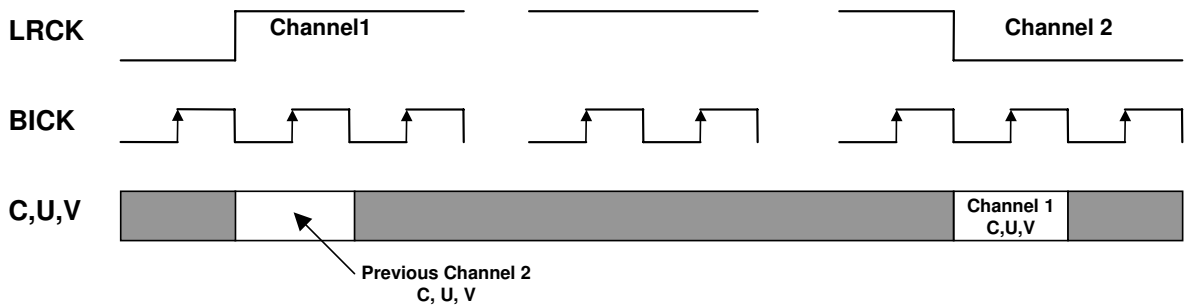 LRCK
Channel1
Channel 2
BICK
C,U,V
Channel 1
C,U,V
Previous Channel 2
C, U, V